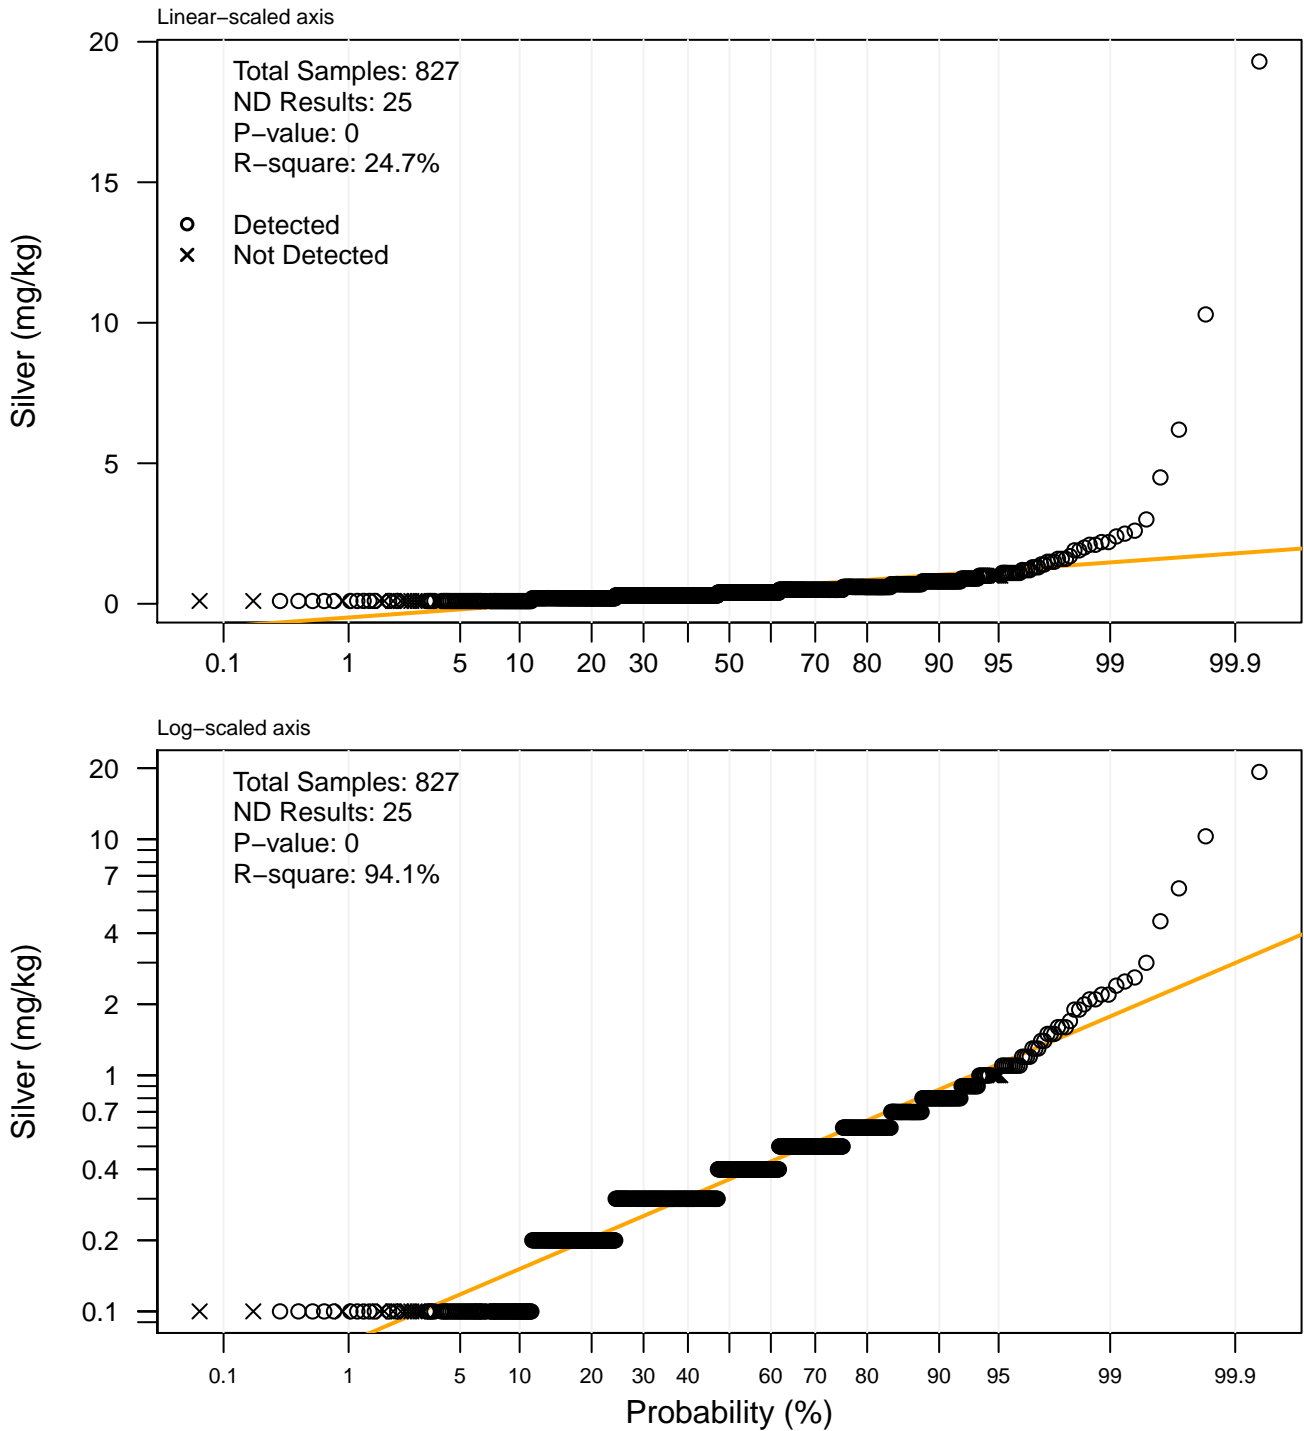 Linear−scaled axis
20
15
10
5
0
Silver (mg/kg)
Total Samples: 827
ND Results: 25
P−value: 0
R−square: 24.7%
Detected
Not Detected
0.1 1 5 10 20 30 50 70 80 90 95 99 99.9
Log−scaled axis
20
10
7
4
2
1
0.7
0.4
0.2
0.1
Silver (mg/kg)
Total Samples: 827
ND Results: 25
P−value: 0
R−square: 94.1%
0.1 1 5 10 20 30 40 50 60 70 80 90 95 99 99.9
Probability (%)